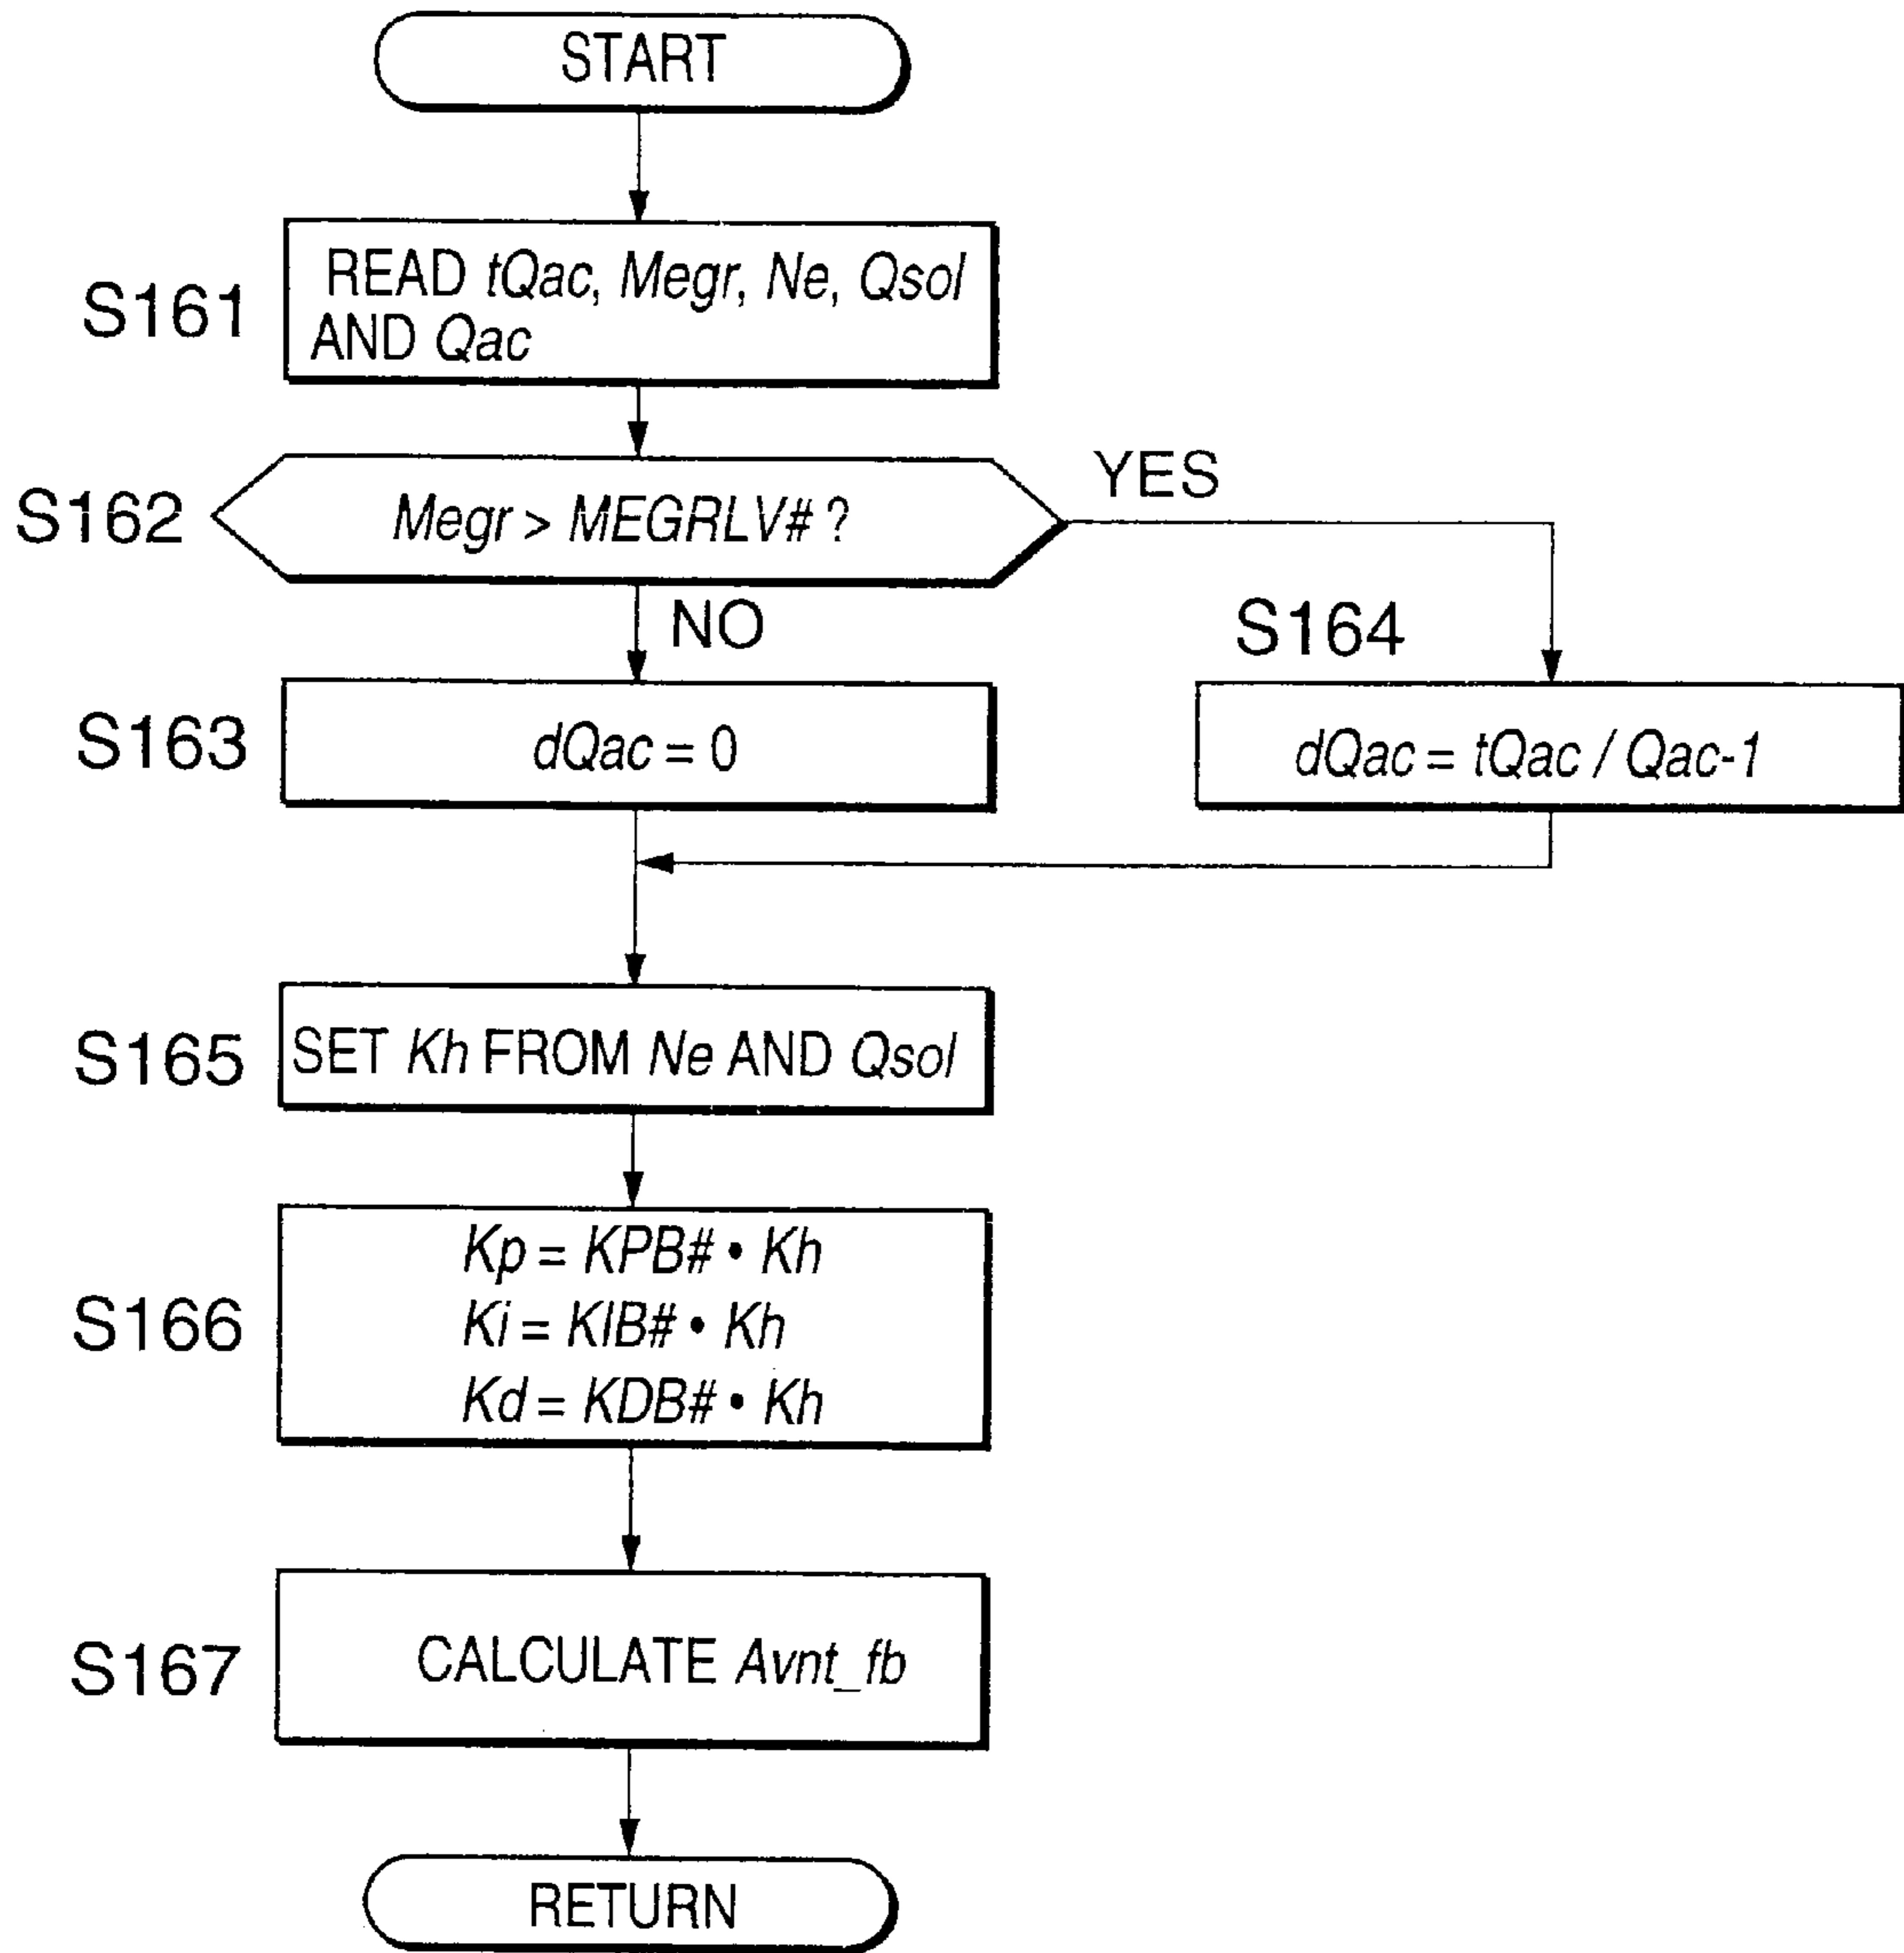 START
S161
READ tQac, Megr, Ne, Qsol
AND Qac
S162
Megr > MEGRLV# ?
YES
NO
S163
dQac = 0
S164
dQac = tQac / Qac-1
S165
SET Kh FROM Ne AND Qsol
S166
Kp = KPB# • Kh
Ki = KIB# • Kh
Kd = KDB# • Kh
S167
CALCULATE Avnt_fb
RETURN